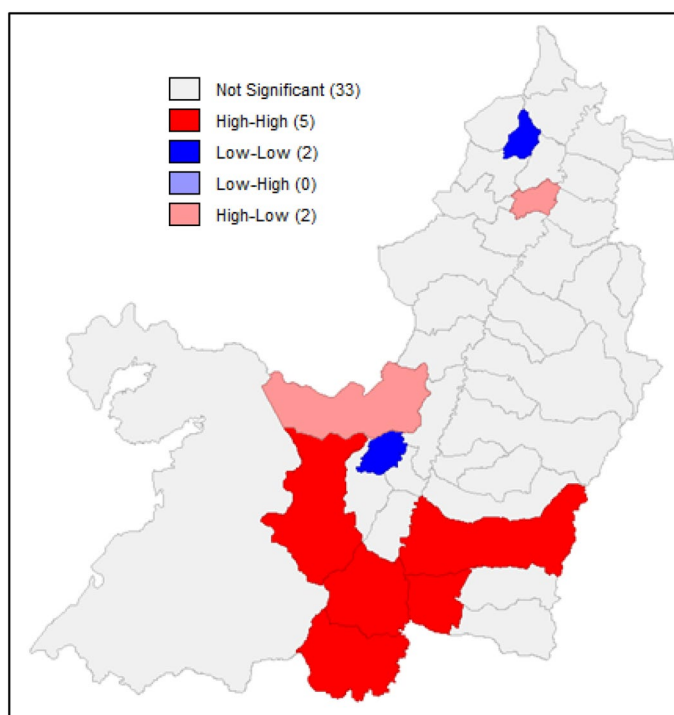 Not Significant (33)
High-High (5)
Low-Low (2)
Low-High (0)
High-Low (2)